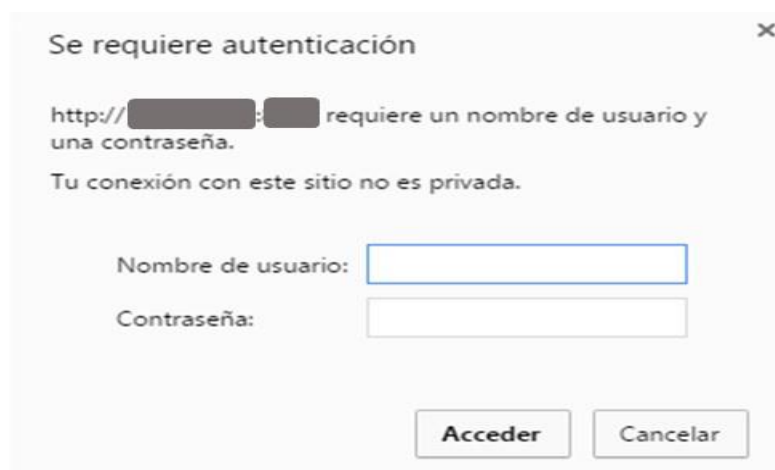 Se requiere autenticación
http:// : requiere un nombre de usuario y
una contraseña.
Tu conexión con este sitio no es privada.
Nombre de usuario:
Contraseña:
Acceder Cancelar